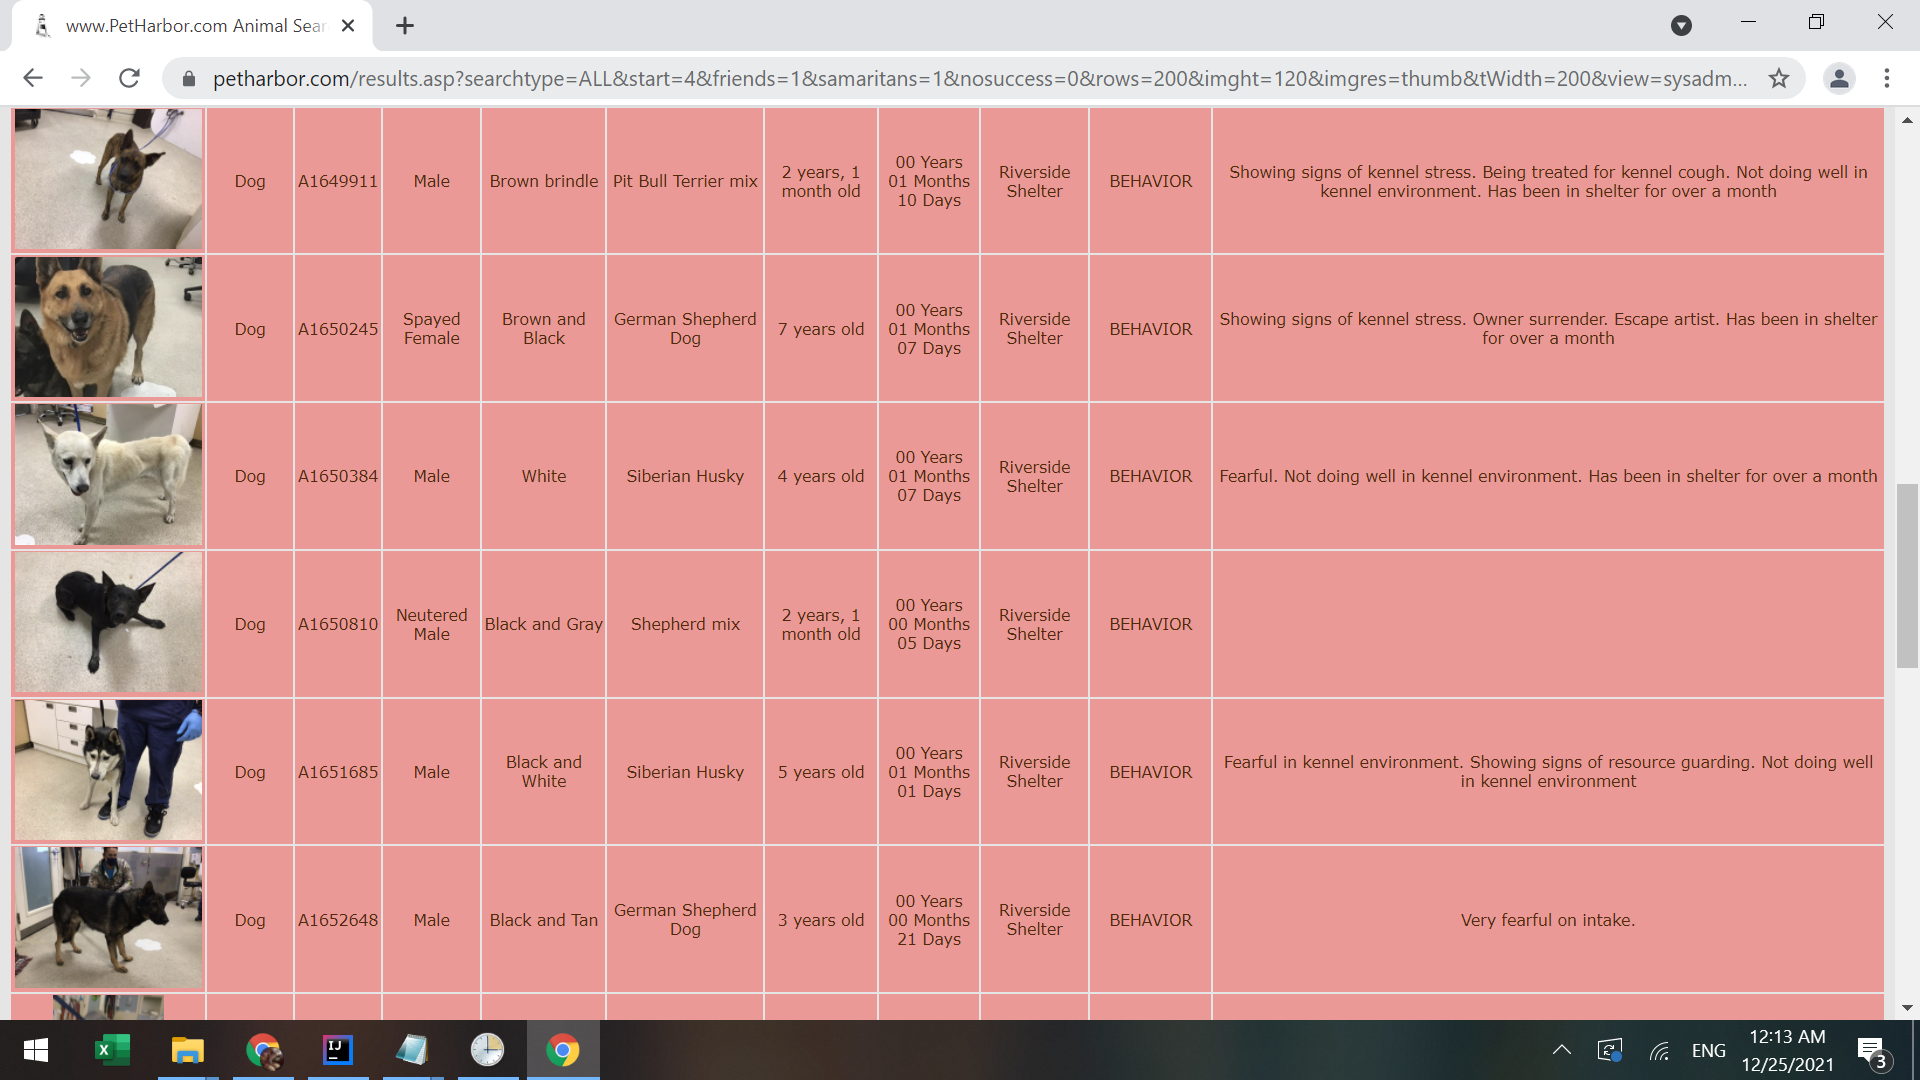 www.PetHarbor.com Animal Sear
petharbor.com/results.asp?searchtype=ALL&start=4&friends=1&samaritans=1&nosuccess=0&rows=200&imght=120&imgres=thumb&tWidth=200&view=sysadm...
Dog
A1649911
Male
Brown brindle
Pit Bull Terrier mix
2 years, 1
month old
00 Years
01 Months
10 Days
Riverside
Shelter
BEHAVIOR
Showing signs of kennel stress. Being treated for kennel cough. Not doing well in
kennel environment. Has been in shelter for over a month
Dog
A1650245
Spayed
Female
Brown and
Black
German Shepherd
Dog
7 years old
00 Years
01 Months
07 Days
Riverside
Shelter
BEHAVIOR
Showing signs of kennel stress. Owner surrender. Escape artist. Has been in shelter
for over a month
Dog
A1650384
Male
White
Siberian Husky
4 years old
00 Years
01 Months
07 Days
Riverside
Shelter
BEHAVIOR
Fearful. Not doing well in kennel environment. Has been in shelter for over a month
Dog
A1650810
Neutered
Male
Black and Gray
Shepherd mix
2 years, 1
month old
00 Years
00 Months
05 Days
Riverside
Shelter
BEHAVIOR
Dog
A1651685
Male
Black and
White
Siberian Husky
5 years old
00 Years
01 Months
01 Days
Riverside
Shelter
BEHAVIOR
Fearful in kennel environment. Showing signs of resource guarding. Not doing well
in kennel environment
Dog
A1652648
Male
Black and Tan
German Shepherd
Dog
3 years old
00 Years
00 Months
21 Days
Riverside
Shelter
BEHAVIOR
Very fearful on intake.
X
IJ
ENG
12:13 AM
12/25/2021
3